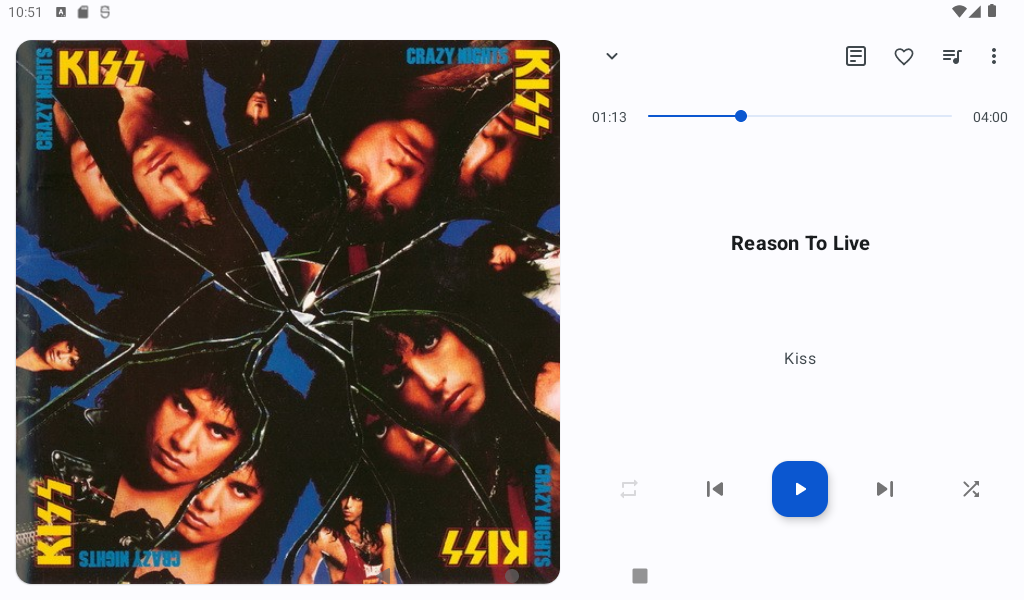 10:51
KISS
CRAZY NIGHTS
CRAZY NIGHTS
KISS
01:13
04:00
Reason To Live
Kiss
KISS
CRAZY NIGHTS
KISS
CRAZY NIGHTS